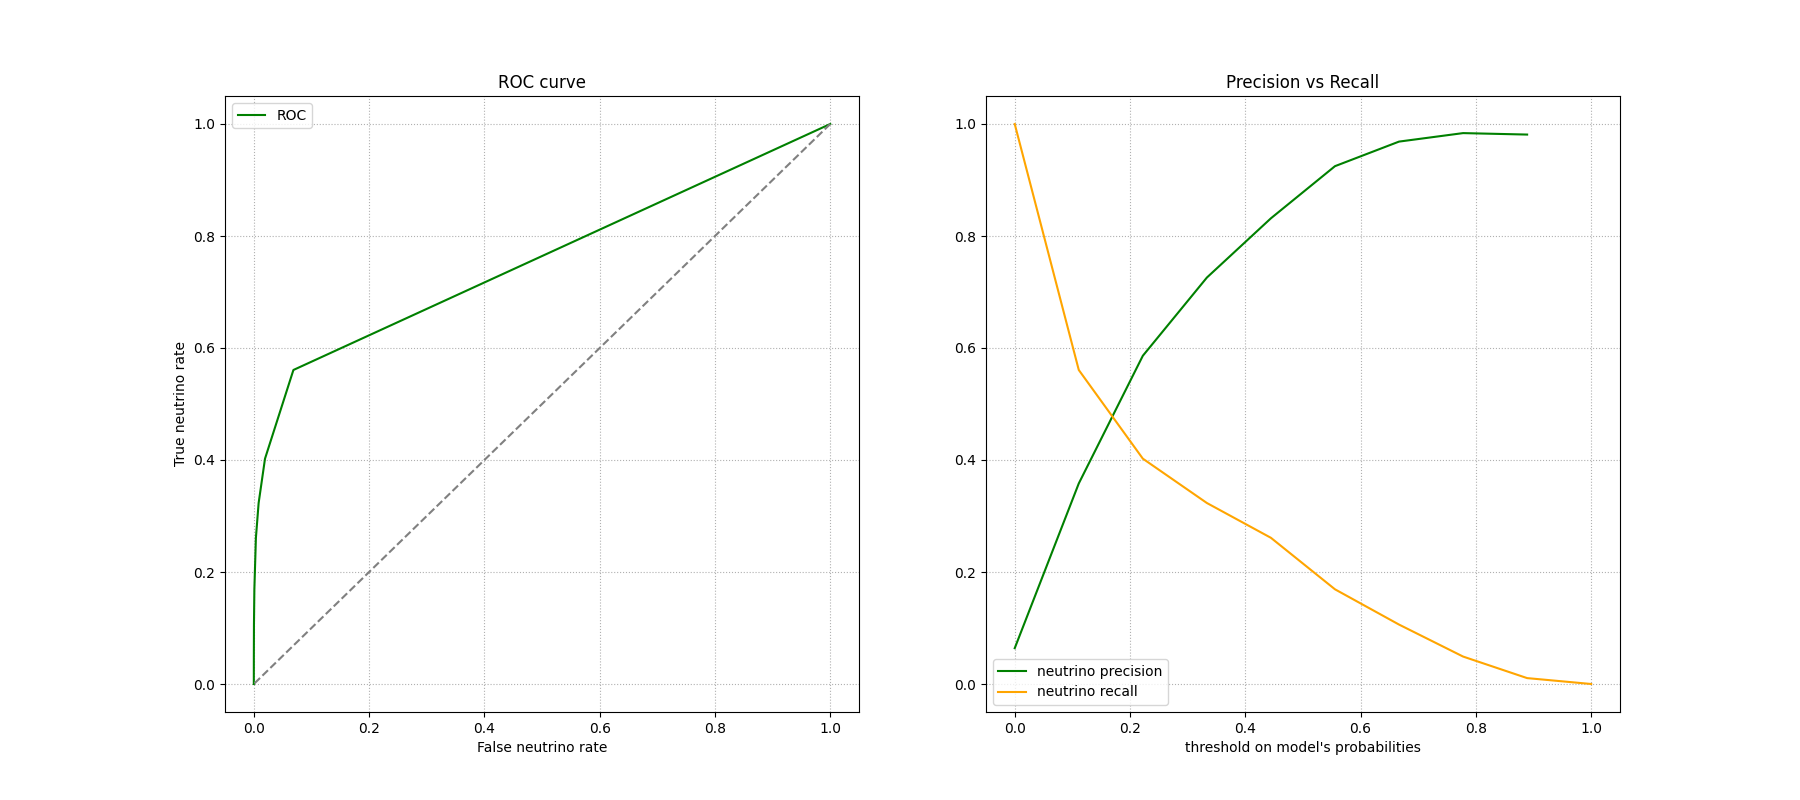 ROC curve
ROC
1.0
0.8
0.6
0.4
0.2
0.0
True neutrino rate
0.0 0.2 0.4 0.6 0.8 1.0
False neutrino rate
Precision vs Recall
1.0
0.8
0.6
0.4
0.2
0.0
neutrino precision
neutrino recall
0.0 0.2 0.4 0.6 0.8 1.0
threshold on model's probabilities